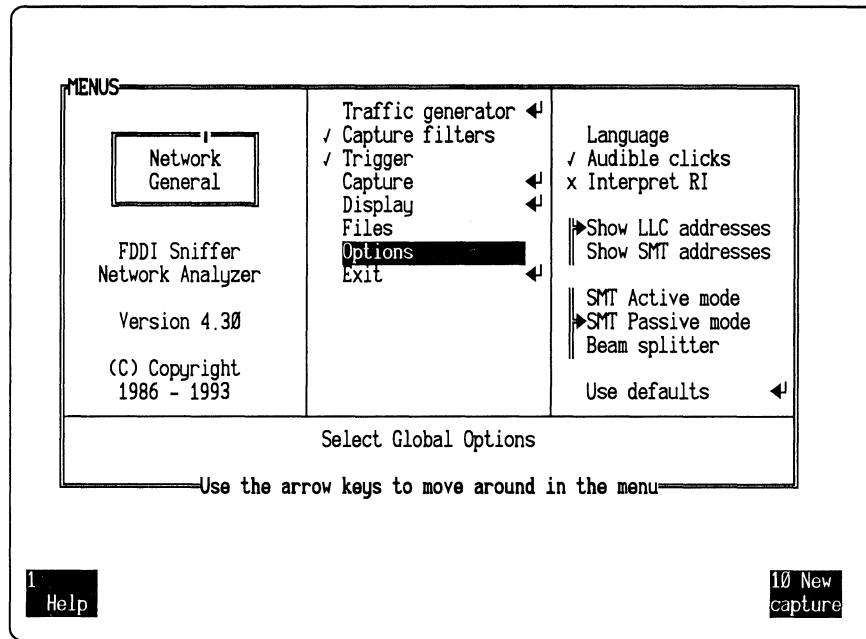 MENUS
Network
General
FDDI Sniffer
Network Analyzer
Version 4.30
(C) Copyright
1986 - 1993
Traffic generator ↵
√ Capture filters
√ Trigger
Capture ↵
Display ↵
Files
Options
Exit ↵
Language
√ Audible clicks
x Interpret RI
Show LLC addresses
Show SMT addresses
SMT Active mode
SMT Passive mode
Beam splitter
Use defaults ↵
Select Global Options
Use the arrow keys to move around in the menu
1
Help
10 New
capture